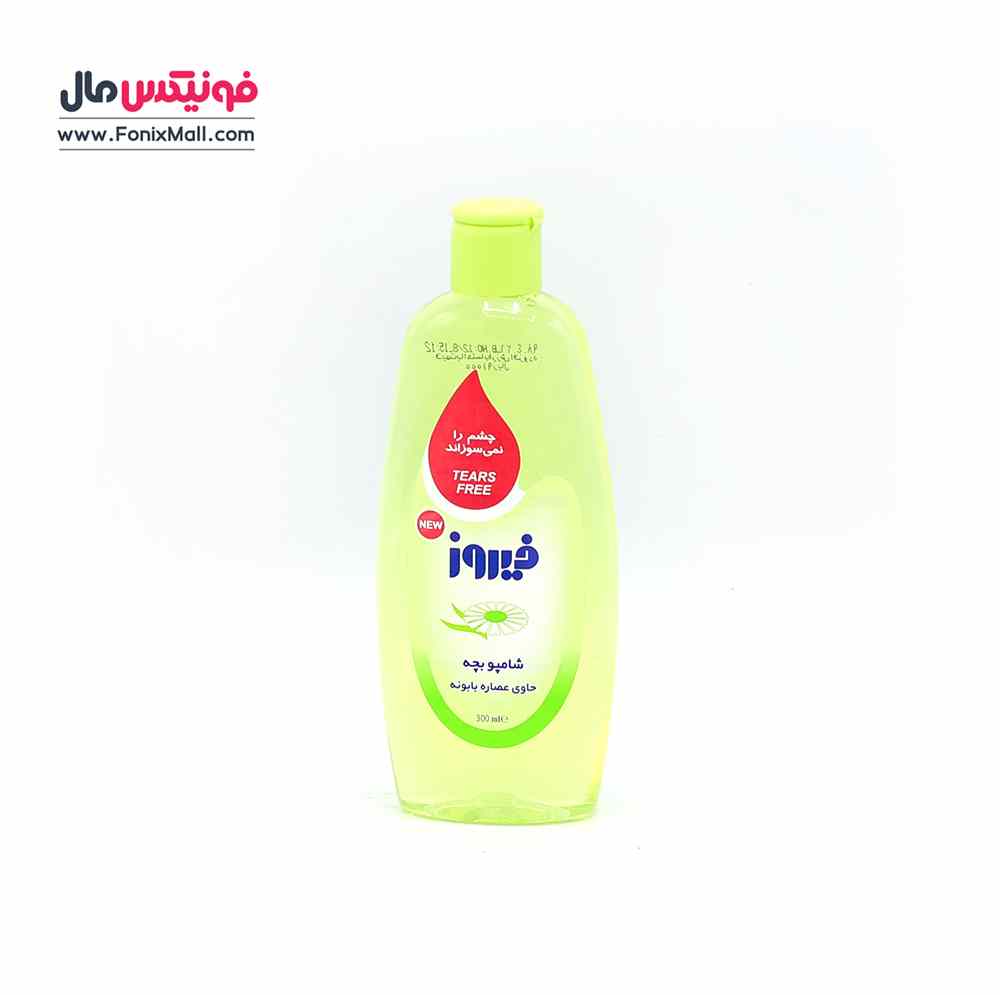 فونیکس مال
www.FonixMall.com
چشم را
نمی‌سوزاند
TEARS
FREE
NEW
فیروز
شامپو بچه
حاوی عصاره بابونه
300 ml℮